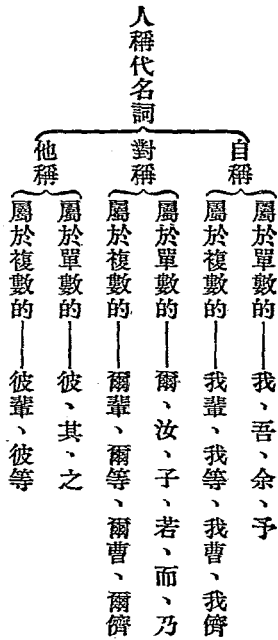 人稱代名詞
自稱
屬於單數的——我、吾、余、予
屬於複數的——我輩、我等、我曹、我儕
對稱
屬於單數的——爾、汝、子、若、而、乃
屬於複數的——爾輩、爾等、爾曹、爾儕
他稱
屬於單數的——彼、其、之
屬於複數的——彼輩、彼等